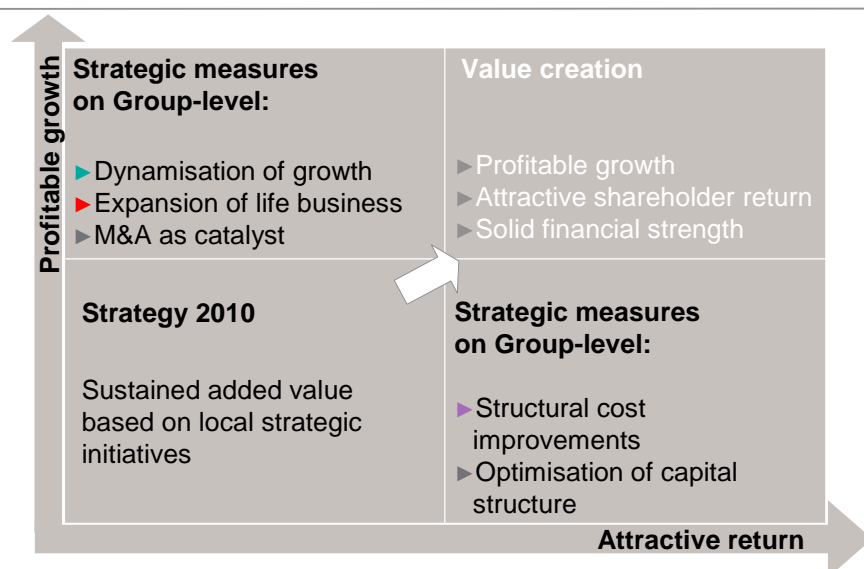 Profitable growth
Strategic measures
on Group-level:
►Dynamisation of growth
►Expansion of life business
►M&A as catalyst
Value creation
►Profitable growth
►Attractive shareholder return
►Solid financial strength
Strategy 2010
Sustained added value
based on local strategic
initiatives
Strategic measures
on Group-level:
►Structural cost
improvements
►Optimisation of capital
structure
Attractive return